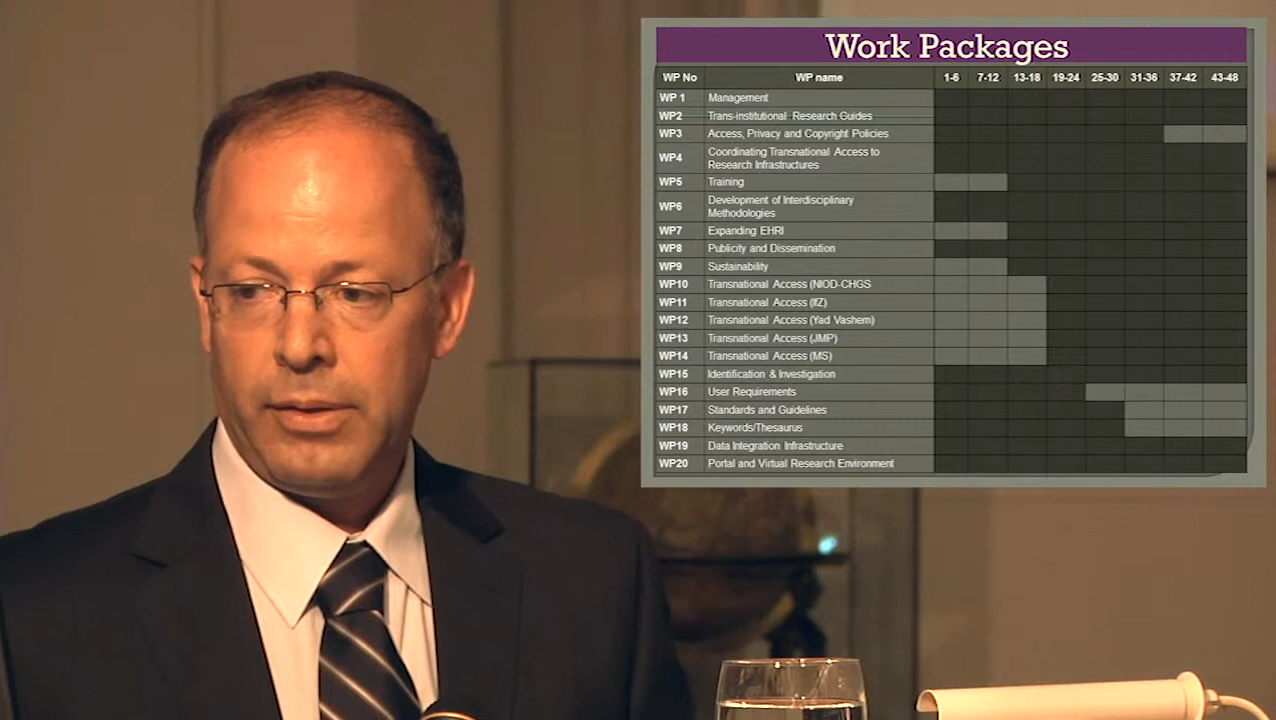 Work Packages
WP No WP name 1-6 7-12 13-18 19-24 25-30 31-36 37-42 43-48
WP 1 Management
WP2 Trans-institutional Research Guides
WP3 Access, Privacy and Copyright Policies
WP4 Coordinating Transnational Access to
Research Infrastructures
WP5 Training
WP6 Development of Interdisciplinary
Methodologies
WP7 Expanding EHRI
WP8 Publicity and Dissemination
WP9 Sustainability
WP10 Transnational Access (NIOD-CHGS
WP11 Transnational Access (IfZ)
WP12 Transnational Access (Yad Vashem)
WP13 Transnational Access (JMP)
WP14 Transnational Access (MS)
WP15 Identification & Investigation
WP16 User Requirements
WP17 Standards and Guidelines
WP18 Keywords/Thesaurus
WP19 Data Integration Infrastructure
WP20 Portal and Virtual Research Environment